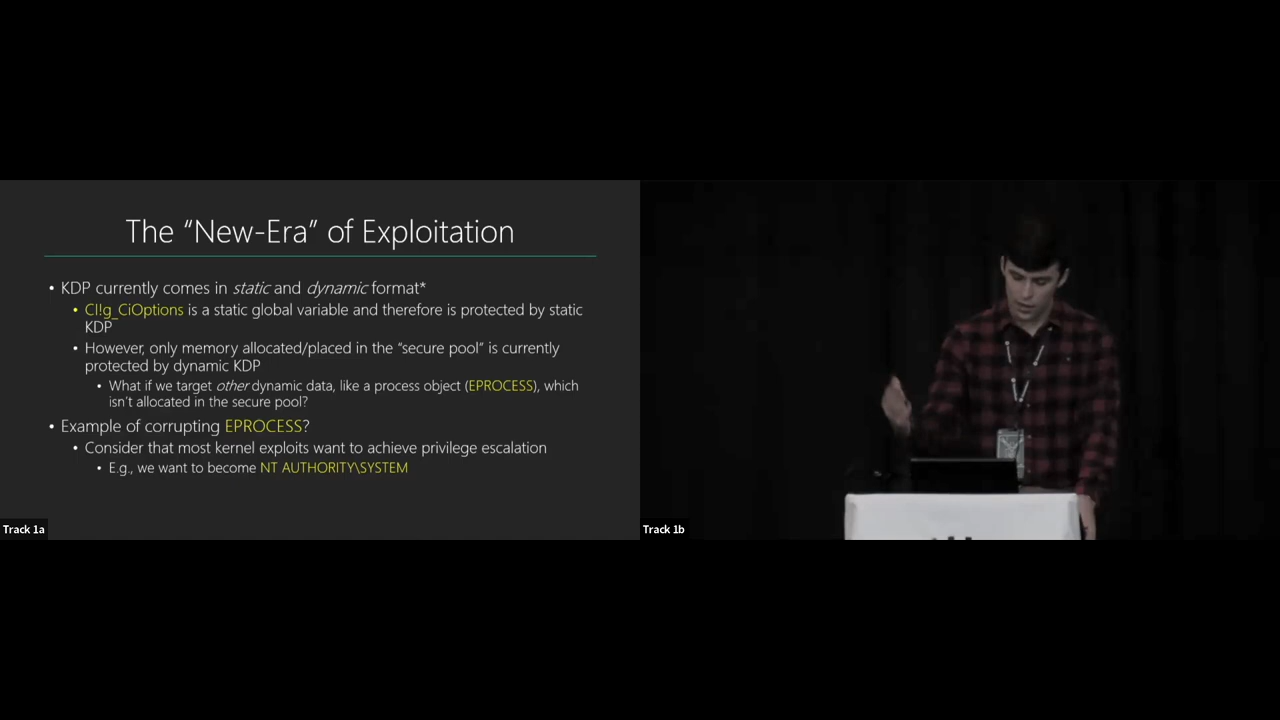 The “New-Era” of Exploitation
• KDP currently comes in static and dynamic format*
• CI!g_CiOptions is a static global variable and therefore is protected by static
KDP
• However, only memory allocated/placed in the “secure pool” is currently
protected by dynamic KDP
• What if we target other dynamic data, like a process object (EPROCESS), which
isn’t allocated in the secure pool?
• Example of corrupting EPROCESS?
• Consider that most kernel exploits want to achieve privilege escalation
• E.g., we want to become NT AUTHORITY\SYSTEM
Track 1a
Track 1b